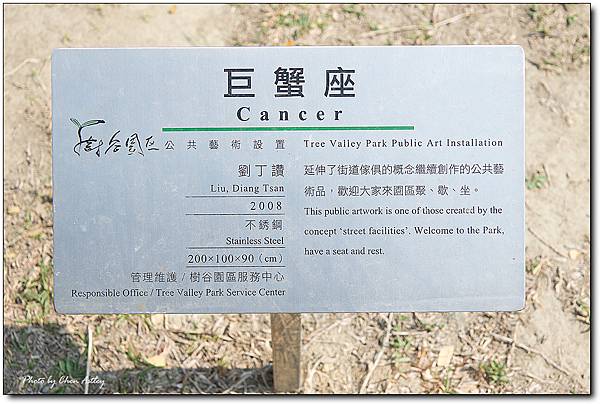 巨蟹座
Cancer
樹谷園區 公共藝術設置 Tree Valley Park Public Art Installation
劉丁讚
Liu, Diang Tsan
2008
不銹鋼
Stainless Steel
200×100×90（cm）
管理維護 / 樹谷園區服務中心
Responsible Office / Tree Valley Park Service Center
延伸了街道傢俱的概念繼續創作的公共藝
術品，歡迎大家來園區聚、歇、坐。
This public artwork is one of those created by the
concept ‘street facilities’. Welcome to the Park,
have a seat and rest.
Photo by Chen Astley